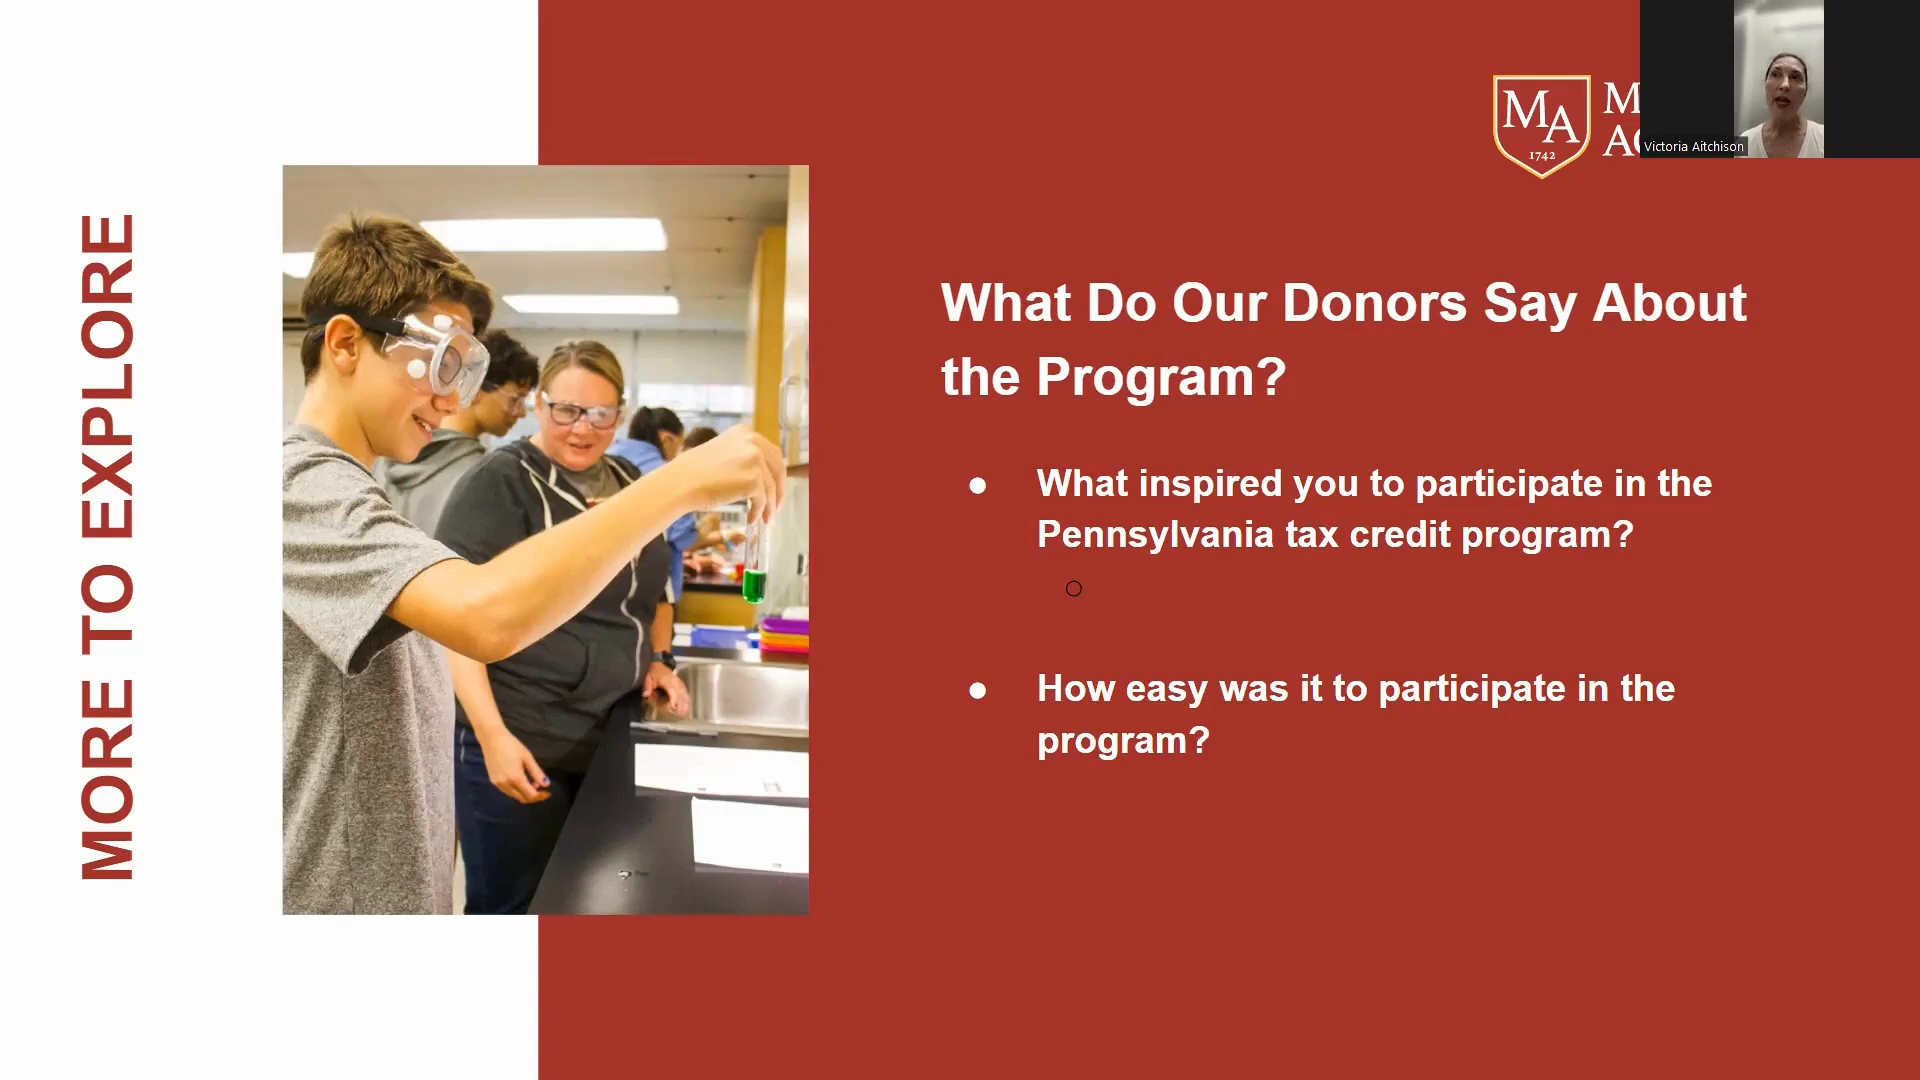 MORE TO EXPLORE
MA
1742
Victoria Aitchison
What Do Our Donors Say About
the Program?
● What inspired you to participate in the
Pennsylvania tax credit program?
○
● How easy was it to participate in the
program?